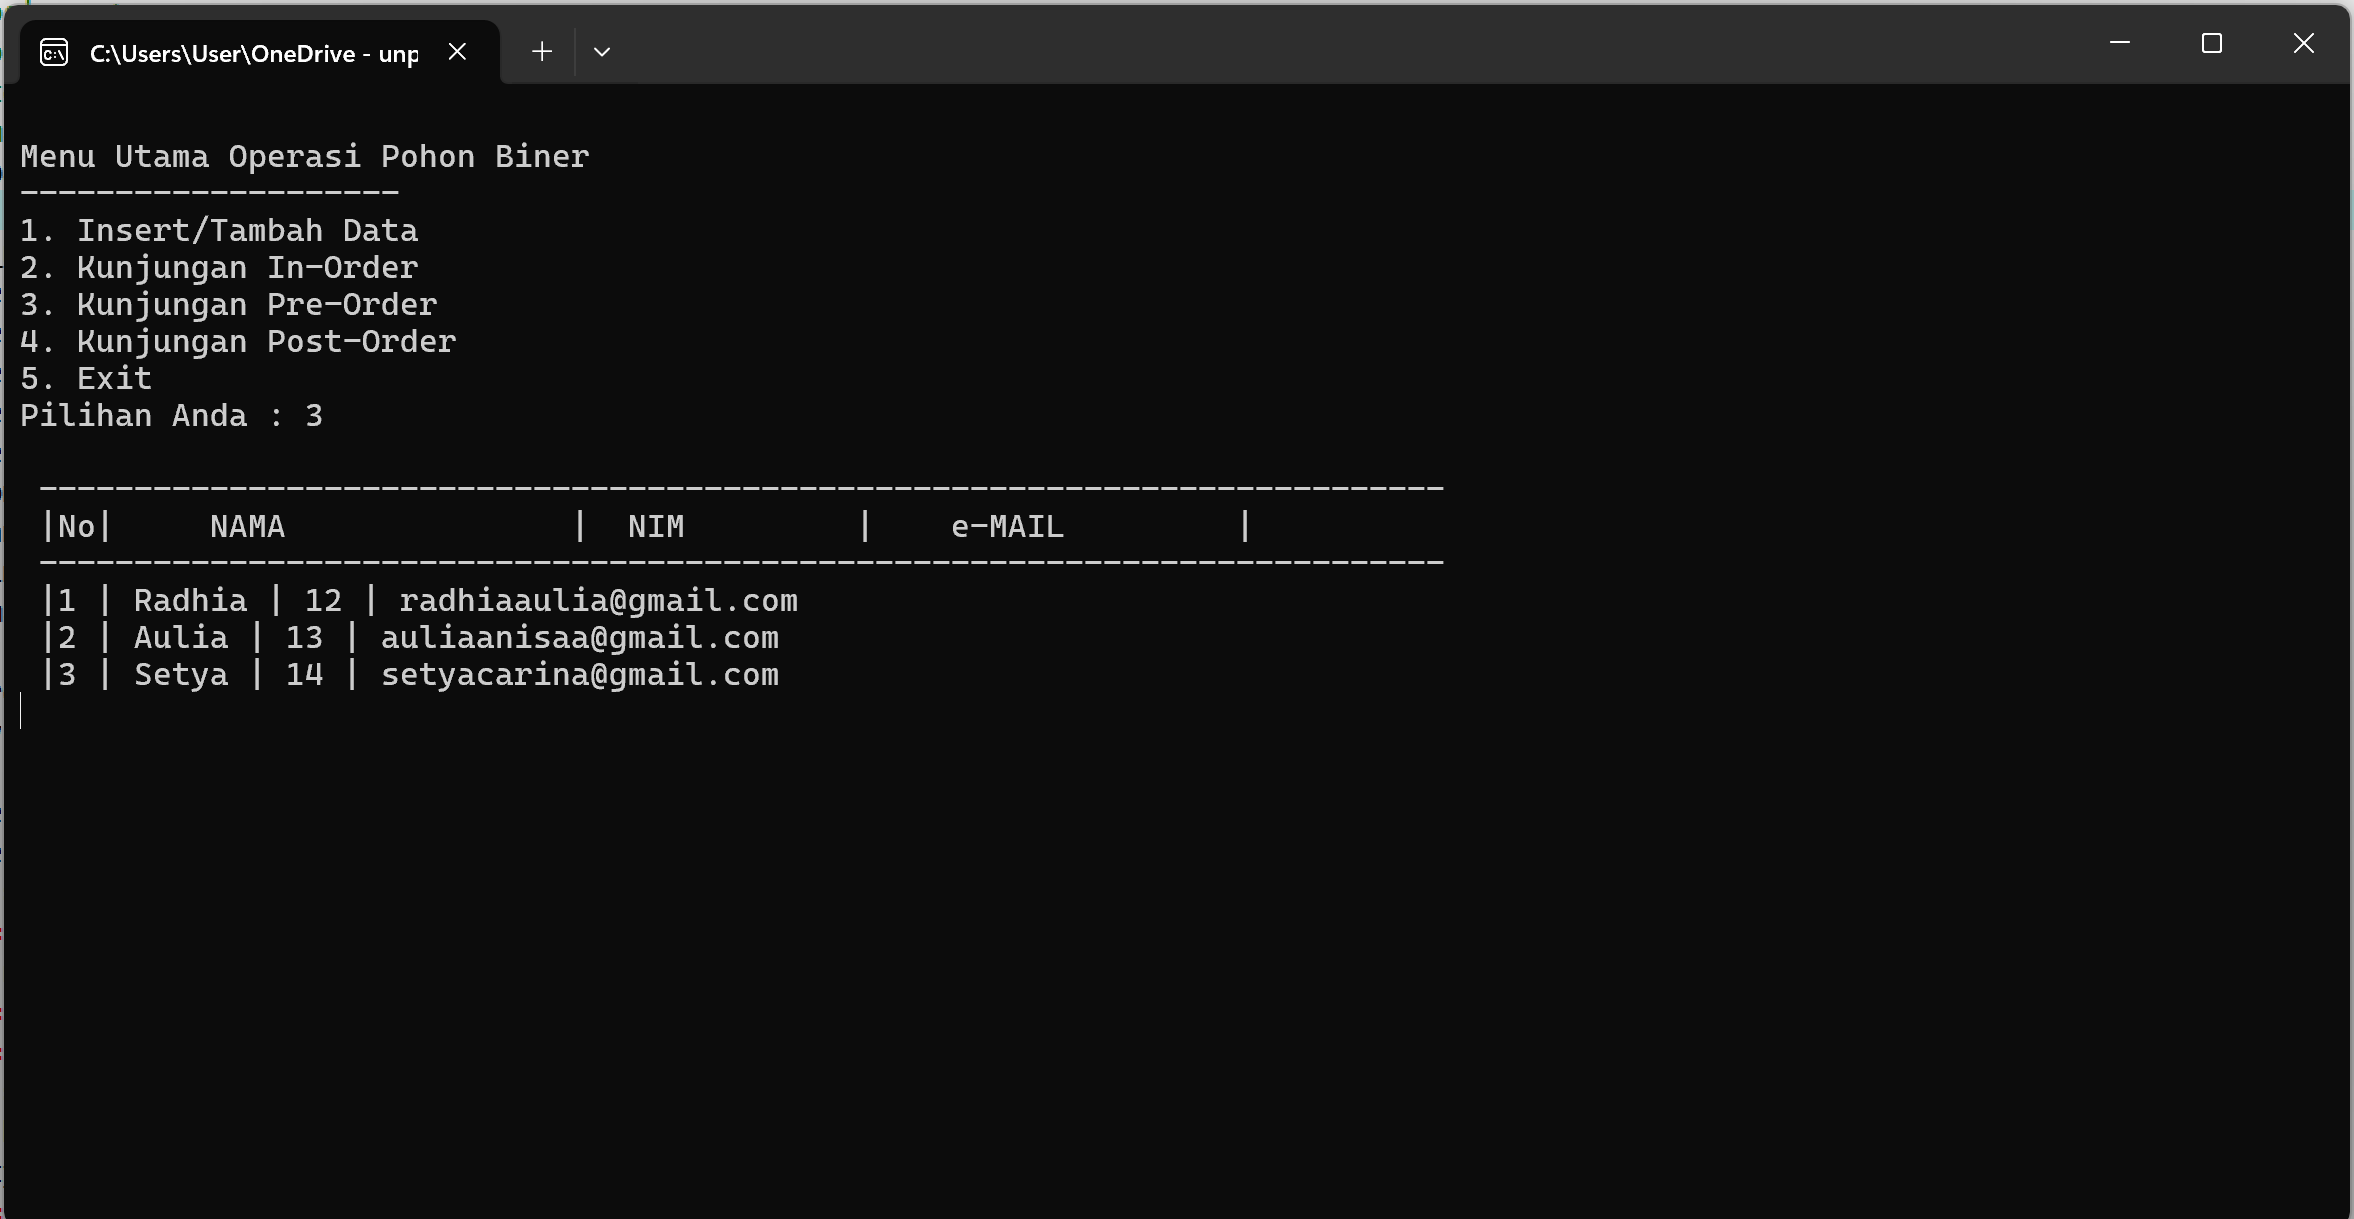 C:\Users\User\OneDrive - unp
Menu Utama Operasi Pohon Biner
--------------------
1. Insert/Tambah Data
2. Kunjungan In-Order
3. Kunjungan Pre-Order
4. Kunjungan Post-Order
5. Exit
Pilihan Anda : 3
--------------------------------------------------------------------------
|No|     NAMA               |  NIM         |    e-MAIL         |
--------------------------------------------------------------------------
|1 | Radhia | 12 | radhiaaulia@gmail.com
|2 | Aulia | 13 | auliaanisaa@gmail.com
|3 | Setya | 14 | setyacarina@gmail.com